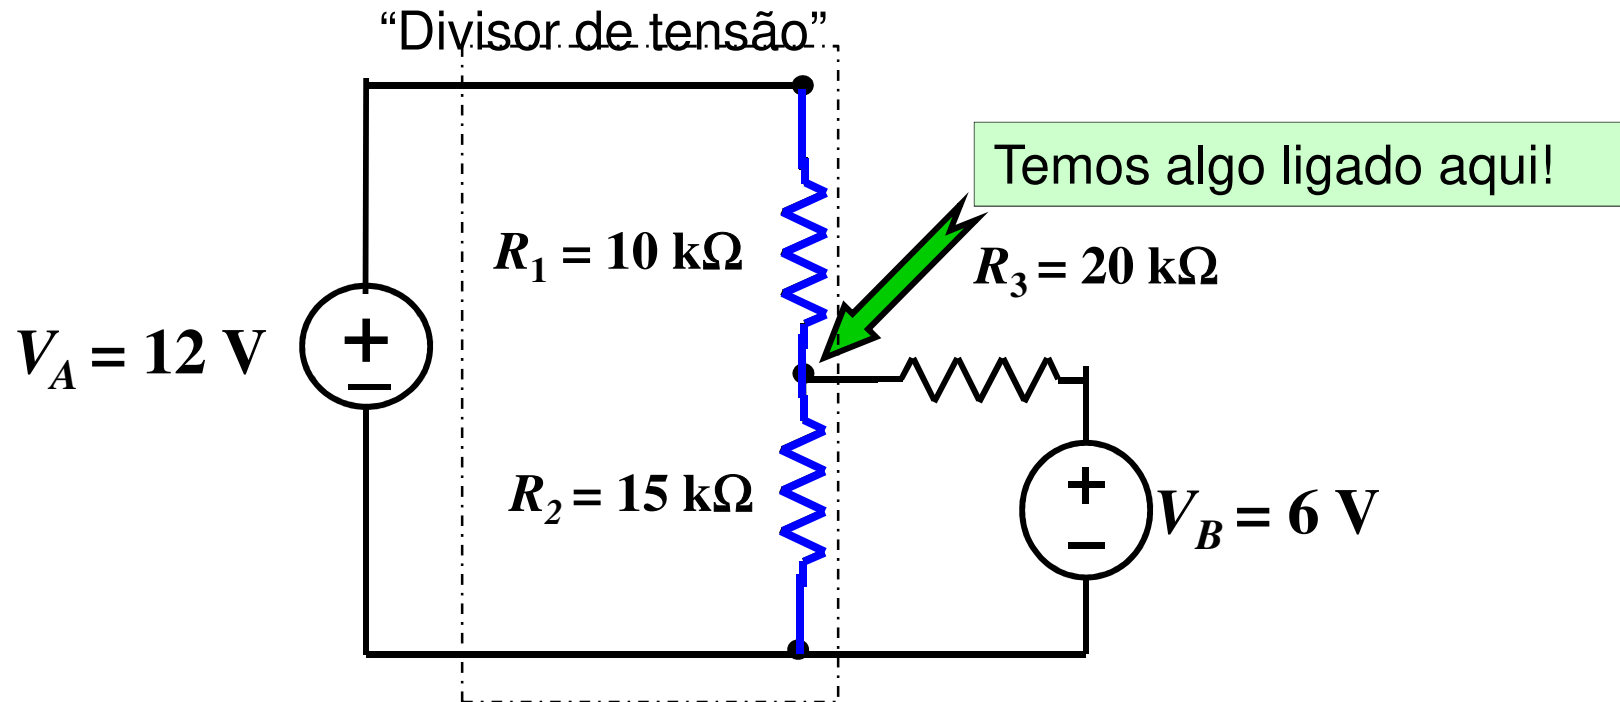 “Divisor de tensão”
Temos algo ligado aqui!
R1 = 10 kΩ
R3 = 20 kΩ
VA = 12 V
+
−
R2 = 15 kΩ
+
−
VB = 6 V